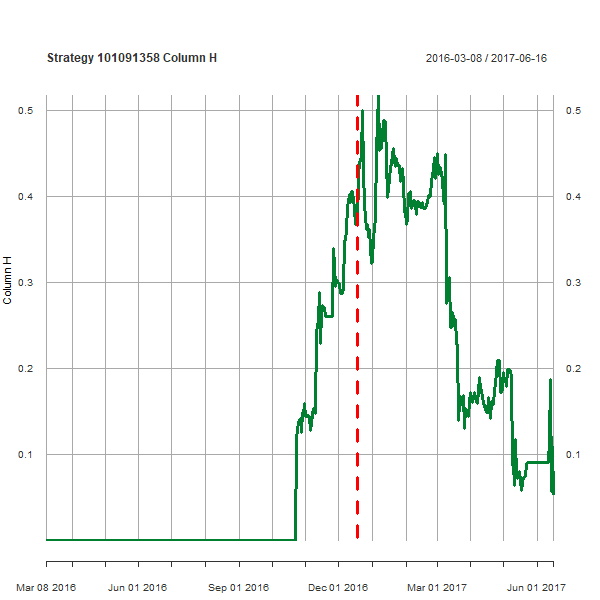 Strategy 101091358 Column H
2016-03-08 / 2017-06-16
0.5 0.5
0.4 0.4
0.3 0.3
0.2 0.2
0.1 0.1
Column H
Mar 08 2016 Jun 01 2016 Sep 01 2016 Dec 01 2016 Mar 01 2017 Jun 01 2017